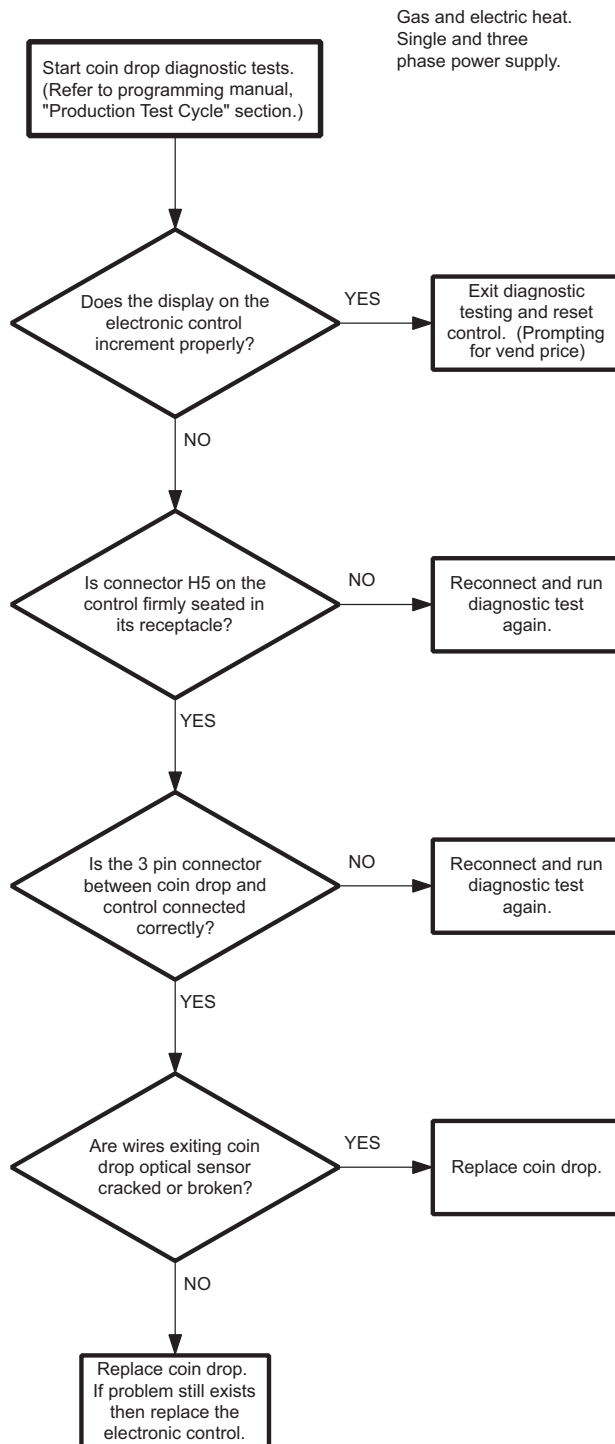 Gas and electric heat.
Single and three
phase power supply.
Start coin drop diagnostic tests.
(Refer to programming manual,
"Production Test Cycle" section.)
Does the display on the
electronic control
increment properly?
YES
Exit diagnostic
testing and reset
control. (Prompting
for vend price)
NO
Is connector H5 on the
control firmly seated in
its receptacle?
NO
Reconnect and run
diagnostic test
again.
YES
Is the 3 pin connector
between coin drop and
control connected
correctly?
NO
Reconnect and run
diagnostic test
again.
YES
Are wires exiting coin
drop optical sensor
cracked or broken?
YES
Replace coin drop.
NO
Replace coin drop.
If problem still exists
then replace the
electronic control.